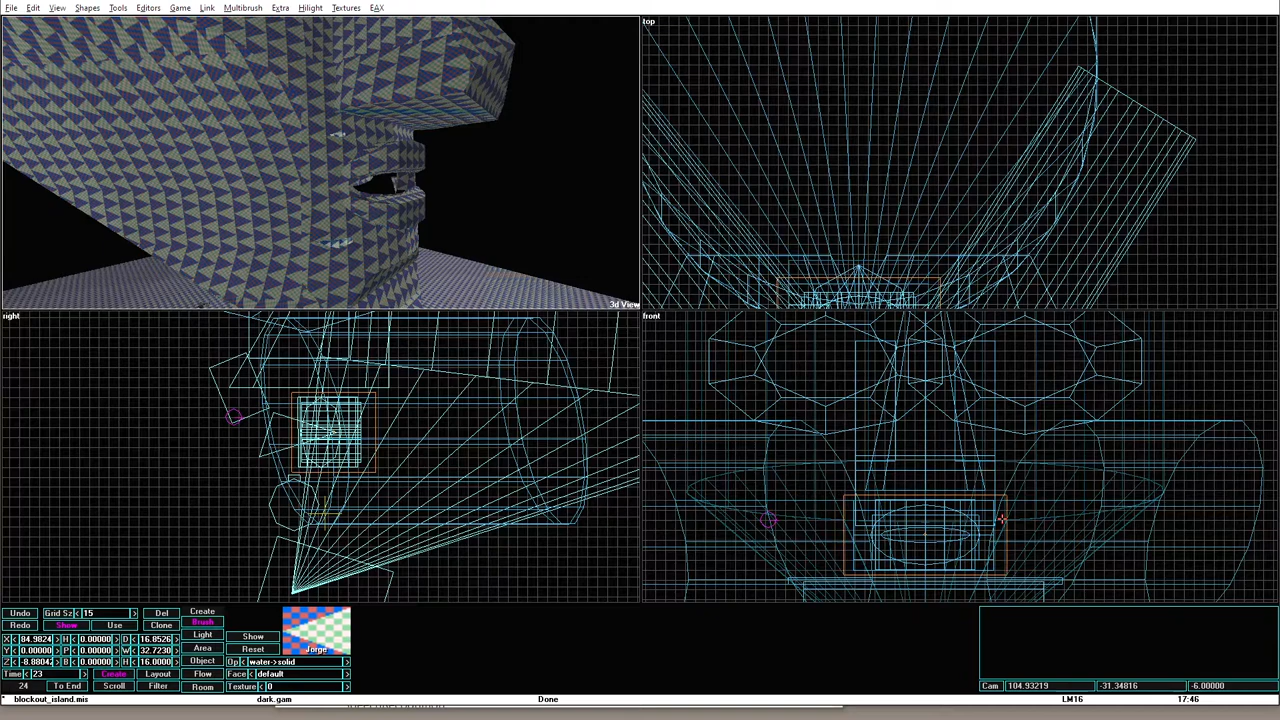 File Edit View Shapes Tools Editors Game Link Multibrush Extra Hilight Textures EAX
top
3d View
right
front
Undo Grid Sz < 15 > Del Create
Redo Show Use Clone Brush
X < 84.9824 H < 0.00000 D < 16.8526 Light Show
Y < 0.00000 P < 0.00000 W < 32.7230 Area Reset Jorge
Z < -8.88042 B < 0.00000 H < 16.0000 Object Op < water->solid >
Time < 23 > Create Layout Flow Face < default >
24 To End Scroll Filter Room Texture < 0 > Cam 104.93219 -31.34816 -6.00000
* blockout_island.mis dark.gam Done LM16 17:46